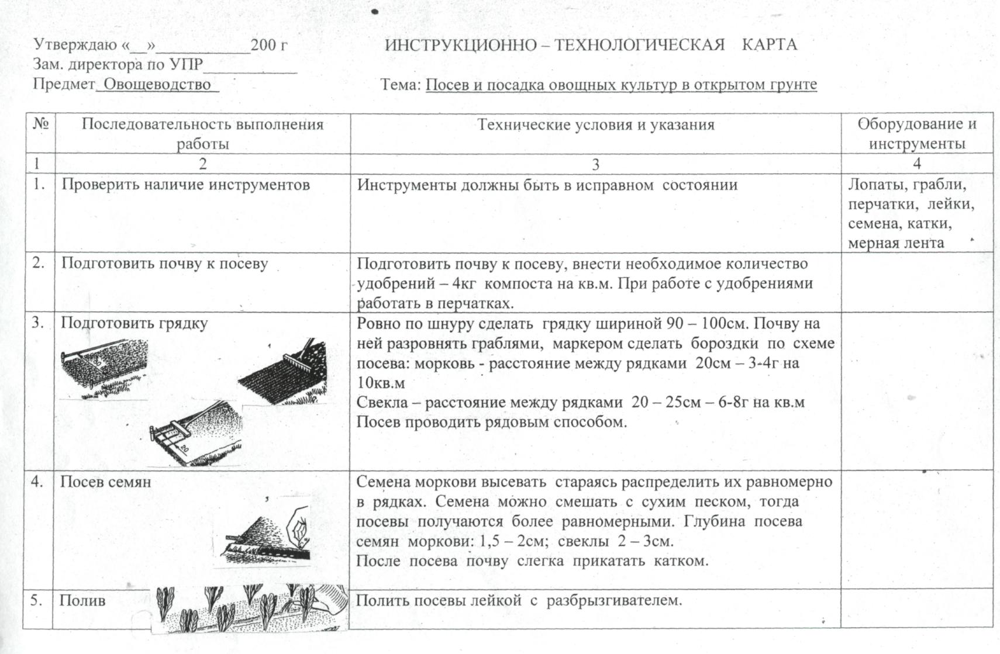 Утверждаю «__»___________200 г
ИНСТРУКЦИОННО – ТЕХНОЛОГИЧЕСКАЯ КАРТА
Зам. директора по УПР___________
Предмет Овощеводство
Тема: Посев и посадка овощных культур в открытом грунте
№
Последовательность выполнения
работы
Технические условия и указания
Оборудование и
инструменты
1
2
3
4
1.
Проверить наличие инструментов
Инструменты должны быть в исправном состоянии
Лопаты, грабли,
перчатки, лейки,
семена, катки,
мерная лента
2.
Подготовить почву к посеву
Подготовить почву к посеву, внести необходимое количество
удобрений – 4кг компоста на кв.м. При работе с удобрениями
работать в перчатках.
3.
Подготовить грядку
20
Ровно по шнуру сделать грядку шириной 90 – 100см. Почву на
ней разровнять граблями, маркером сделать бороздки по схеме
посева: морковь - расстояние между рядками 20см – 3-4г на
10кв.м
Свекла – расстояние между рядками 20 – 25см – 6-8г на кв.м
Посев проводить рядовым способом.
4.
Посев семян
3
Семена моркови высевать стараясь распределить их равномерно
в рядках. Семена можно смешать с сухим песком, тогда
посевы получаются более равномерными. Глубина посева
семян моркови: 1,5 – 2см; свеклы 2 – 3см.
После посева почву слегка прикатать катком.
5.
Полив
Полить посевы лейкой с разбрызгивателем.